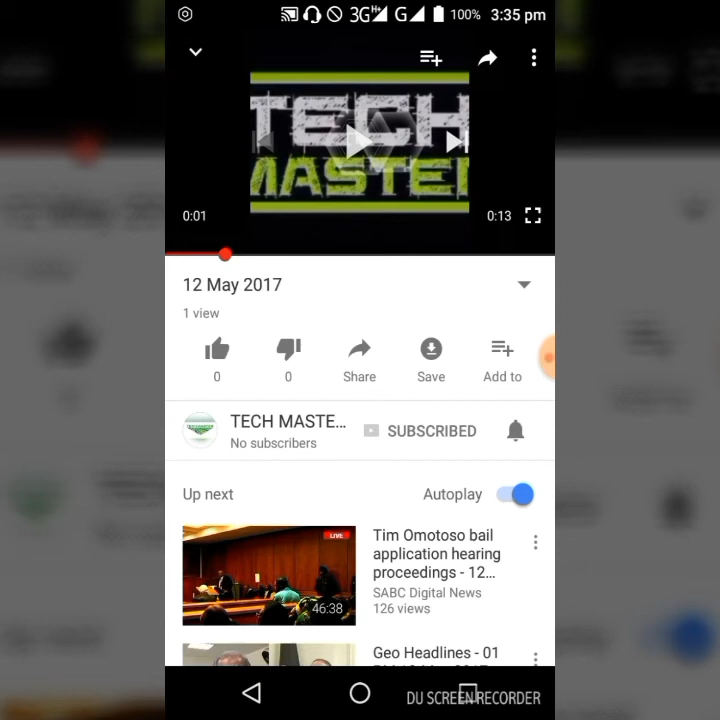 3G H+ G 100% 3:35 pm
TECH
MASTER
0:01
0:13
12 May 2017
1 view
0
0
Share
Save
Add to
TECH MASTE...
SUBSCRIBED
No subscribers
Up next
Autoplay
LIVE
46:38
Tim Omotoso bail
application hearing
proceedings - 12...
SABC Digital News
126 views
Geo Headlines - 01
DU SCREEN RECORDER